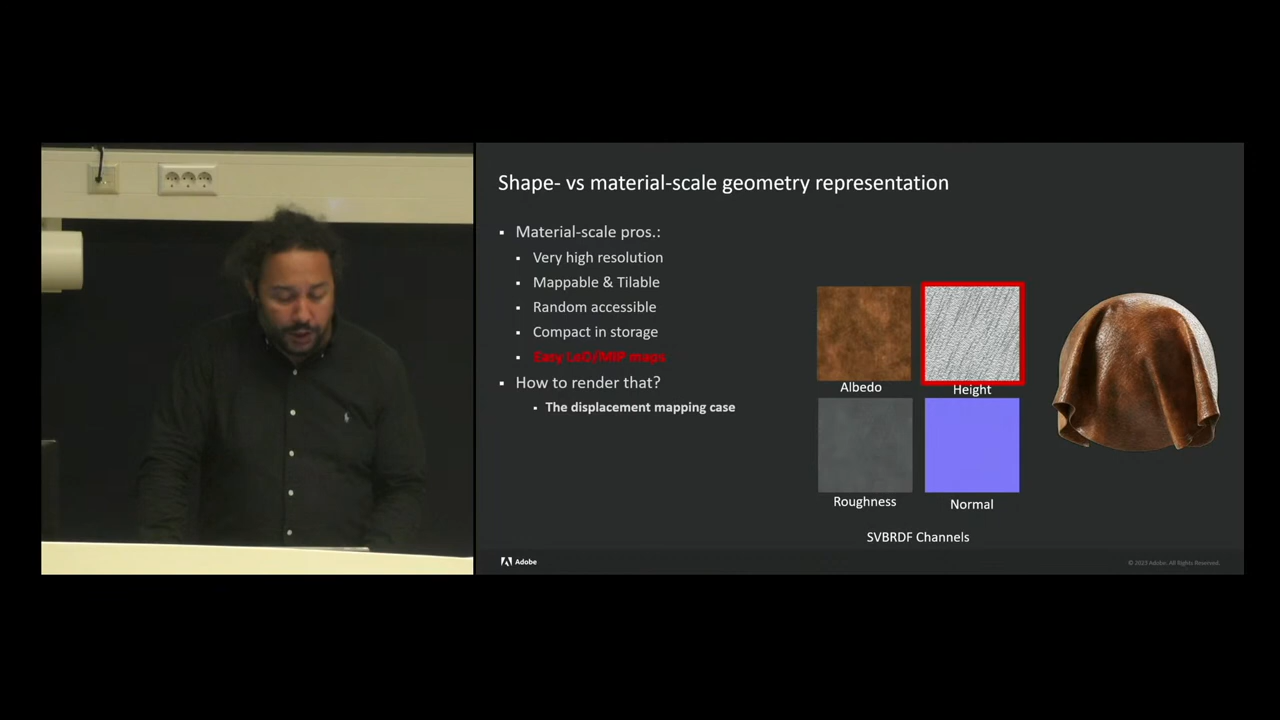 Shape- vs material-scale geometry representation
▪ Material-scale pros.:
▪ Very high resolution
▪ Mappable & Tilable
▪ Random accessible
▪ Compact in storage
▪ Easy LoD/MIP maps
▪ How to render that?
▪ The displacement mapping case
Albedo
Height
Roughness
Normal
SVBRDF Channels
Adobe
© 2023 Adobe. All Rights Reserved.